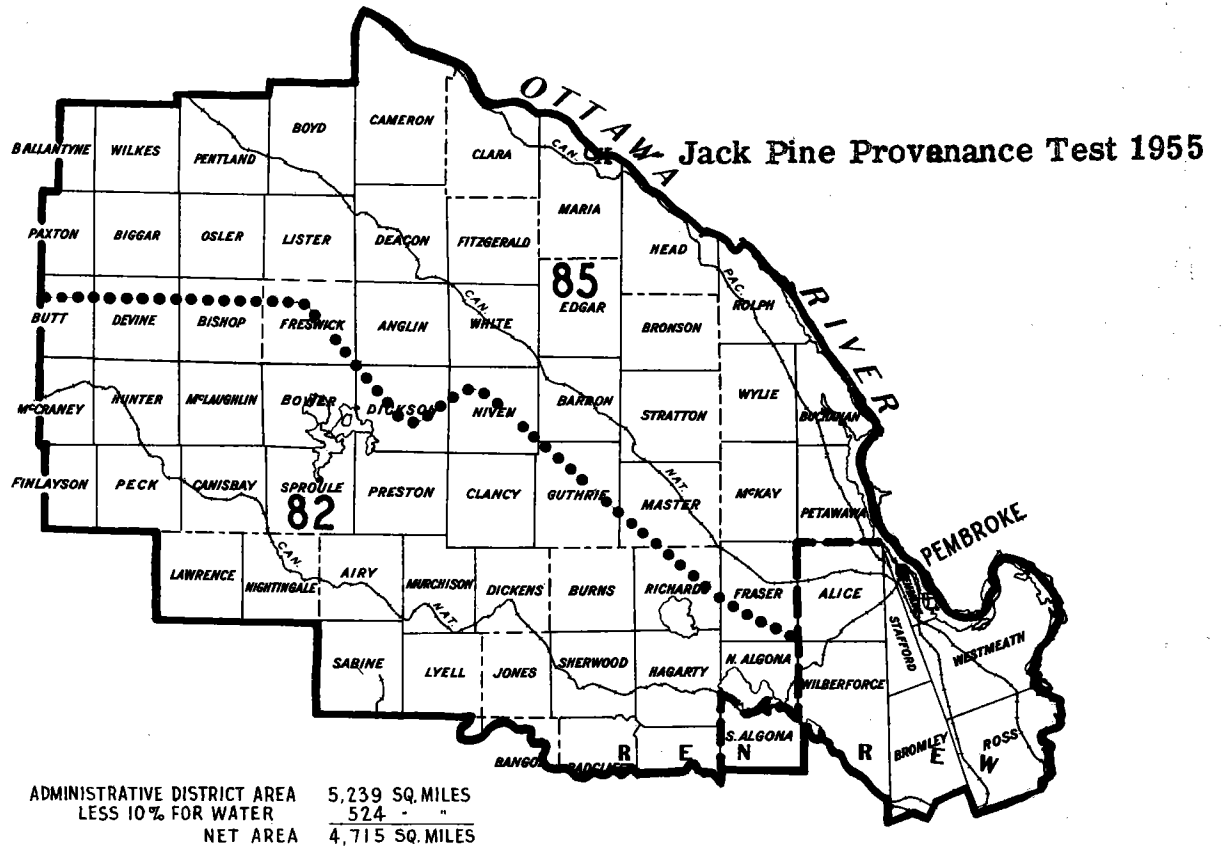 OTTAWA RIVER
Jack Pine Provenance Test 1955
CAMERON
BOYD
CLARA
CAN.
BALLANTYNE WILKES PENTLAND
MARIA
PAXTON BIGGAR OSLER LISTER DEACON FITZGERALD HEAD
85
PAC.
CAN.
EDGAR ROLPH
BUTT DEVINE BISHOP FRESWICK ANGLIN WHITE BRONSON
McCRANEY HUNTER McLAUGHLIN BOWER DICKSON NIVEN BARRON STRATTON WYLIE BUCHANAN
NAT.
FINLAYSON PECK CANISBAY SPROULE PRESTON CLANCY GUTHRIE MASTER McKAY PETAWAWA
82
PEMBROKE
CAN.
LAWRENCE NIGHTINGALE AIRY MURCHISON DICKENS BURNS RICHARDS FRASER ALICE
NAT.
STAFFORD
WESTMEATH
SABINE LYELL JONES SHERWOOD HAGARTY N. ALGONA WILBERFORCE
S. ALGONA
BROMLEY ROSS
R E N R E W
BANGO RADCLIFFE
ADMINISTRATIVE DISTRICT AREA 5,239 SQ. MILES
LESS 10% FOR WATER 524 - "
NET AREA 4,715 SQ. MILES